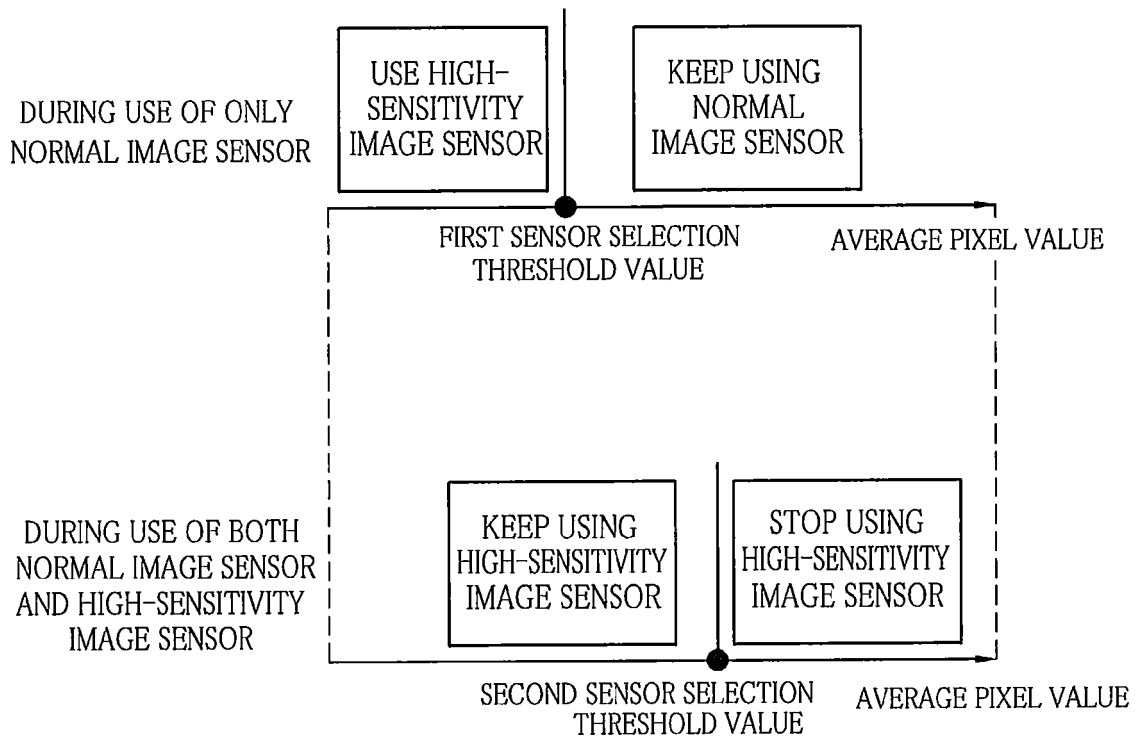 DURING USE OF ONLY
NORMAL IMAGE SENSOR
USE HIGH-
SENSITIVITY
IMAGE SENSOR
KEEP USING
NORMAL
IMAGE SENSOR
FIRST SENSOR SELECTION
THRESHOLD VALUE
AVERAGE PIXEL VALUE
DURING USE OF BOTH
NORMAL IMAGE SENSOR
AND HIGH-SENSITIVITY
IMAGE SENSOR
KEEP USING
HIGH-SENSITIVITY
IMAGE SENSOR
STOP USING
HIGH-SENSITIVITY
IMAGE SENSOR
SECOND SENSOR SELECTION
THRESHOLD VALUE
AVERAGE PIXEL VALUE